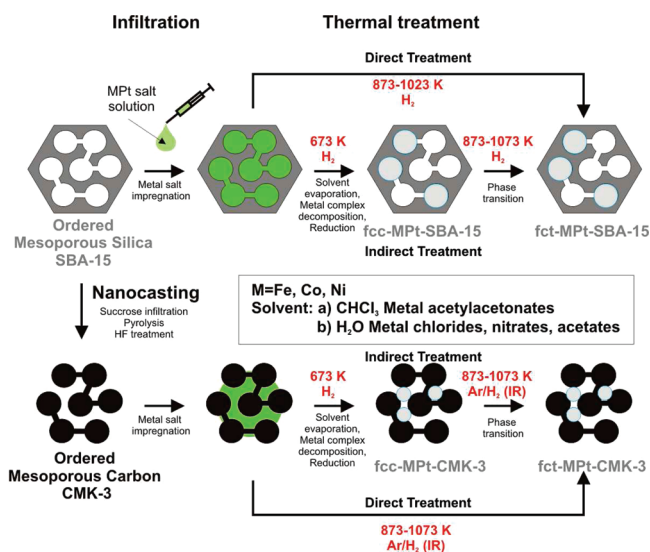 Infiltration
Thermal treatment
Direct Treatment
MPt salt
solution
873-1023 K
H₂
673 K
H₂
873-1073 K
H₂
Metal salt
impregnation
Solvent
evaporation,
Metal complex
decomposition,
Reduction
Phase
transition
Ordered
Mesoporous Silica
SBA-15
fcc-MPt-SBA-15
fct-MPt-SBA-15
Indirect Treatment
Nanocasting
Succrose infiltration
Pyrolysis
HF treatment
M=Fe, Co, Ni
Solvent: a) CHCl₃ Metal acetylacetonates
b) H₂O Metal chlorides, nitrates, acetates
Indirect Treatment
673 K
H₂
873-1073 K
Ar/H₂ (IR)
Metal salt
impregnation
Solvent
evaporation,
Metal complex
decomposition,
Reduction
Phase
transition
Ordered
Mesoporous Carbon
CMK-3
fcc-MPt-CMK-3
fct-MPt-CMK-3
Direct Treatment
873-1073 K
Ar/H₂ (IR)